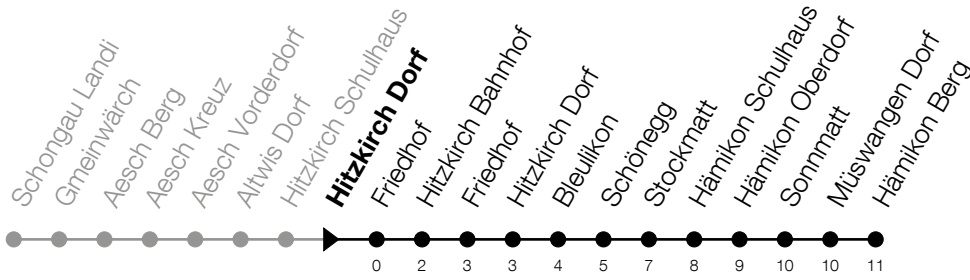 Schongau Landi
Gmeinwärch
Aesch Berg
Aesch Kreuz
Aesch Vorderdorf
Altwis Dorf
Hitzkirch Schulhaus
Hitzkirch Dorf
Friedhof
Hitzkirch Bahnhof
Friedhof
Hitzkirch Dorf
Bleulikon
Schönegg
Stockmatt
Hämikon Schulhaus
Hämikon Oberdorf
Sonnmatt
Müswangen Dorf
Hämikon Berg
0 2 3 3 4 5 7 8 9 10 10 11